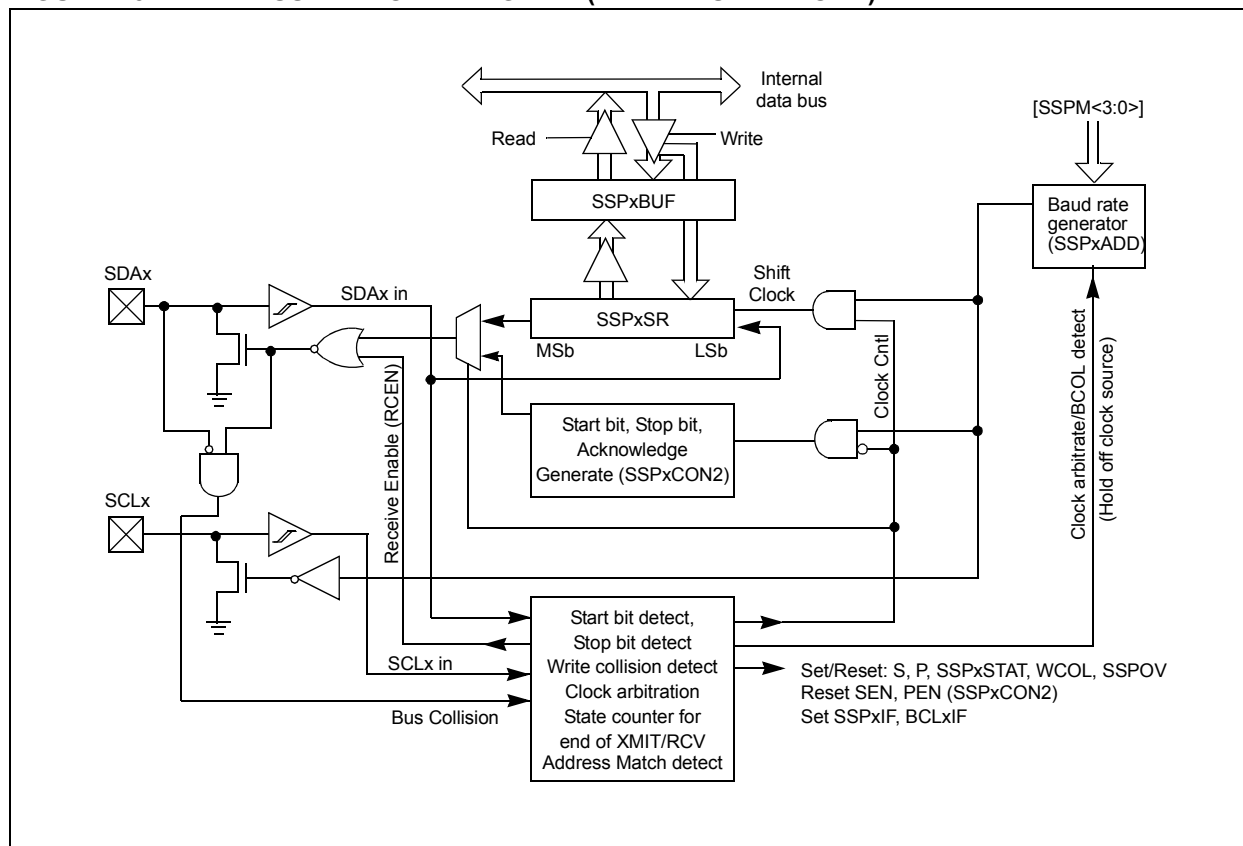 Internal
data bus
[SSPM<3:0>]
Read
Write
SSPxBUF
Baud rate
generator
(SSPxADD)
SDAx
SDAx in
Shift
Clock
SSPxSR
MSb
LSb
Receive Enable (RCEN)
Clock Cntl
Clock arbitrate/BCOL detect
(Hold off clock source)
Start bit, Stop bit,
Acknowledge
Generate (SSPxCON2)
SCLx
SCLx in
Bus Collision
Start bit detect,
Stop bit detect
Write collision detect
Clock arbitration
State counter for
end of XMIT/RCV
Address Match detect
Set/Reset: S, P, SSPxSTAT, WCOL, SSPOV
Reset SEN, PEN (SSPxCON2)
Set SSPxIF, BCLxIF